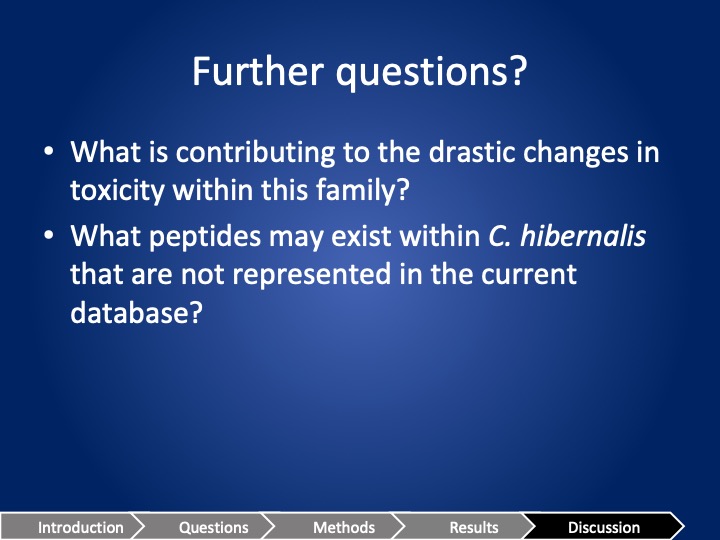 Further questions?
• What is contributing to the drastic changes in
toxicity within this family?
• What peptides may exist within C. hibernalis
that are not represented in the current
database?
Introduction Questions Methods Results Discussion